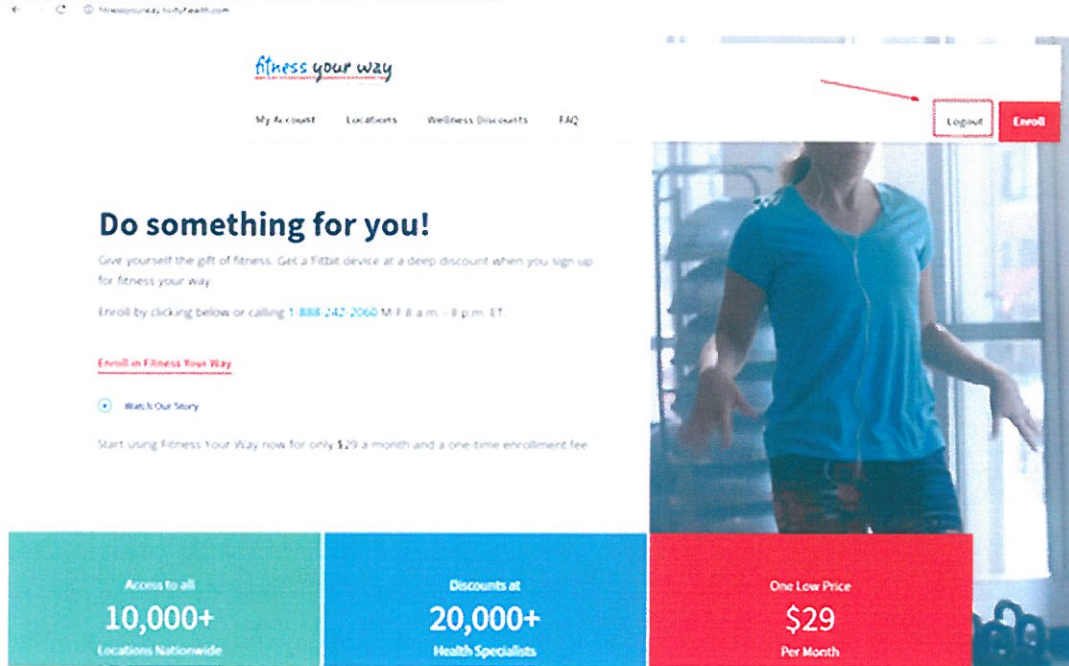 fitnessyourway.tivityhealth.com
fitness your way
My Account Locations Wellness Discounts FAQ
Logout Enroll
Do something for you!
Give yourself the gift of fitness. Get a Fitbit device at a deep discount when you sign up
for fitness your way.
Enroll by clicking below or calling 1-888-242-2060 M-F 8 a.m. - 8 p.m. ET.
Enroll in Fitness Your Way
Watch Our Story
Start using Fitness Your Way now for only $29 a month and a one-time enrollment fee.
Access to all
10,000+
Locations Nationwide
Discounts at
20,000+
Health Specialists
One Low Price
$29
Per Month